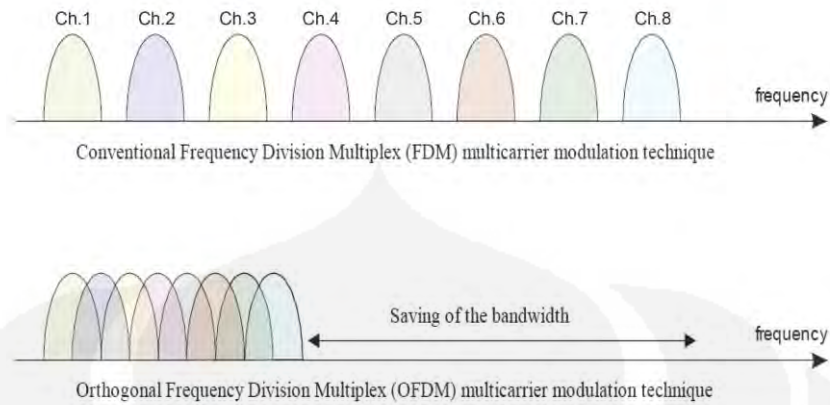 Ch.1 Ch.2 Ch.3 Ch.4 Ch.5 Ch.6 Ch.7 Ch.8
frequency
Conventional Frequency Division Multiplex (FDM) multicarrier modulation technique
Saving of the bandwidth
frequency
Orthogonal Frequency Division Multiplex (OFDM) multicarrier modulation technique